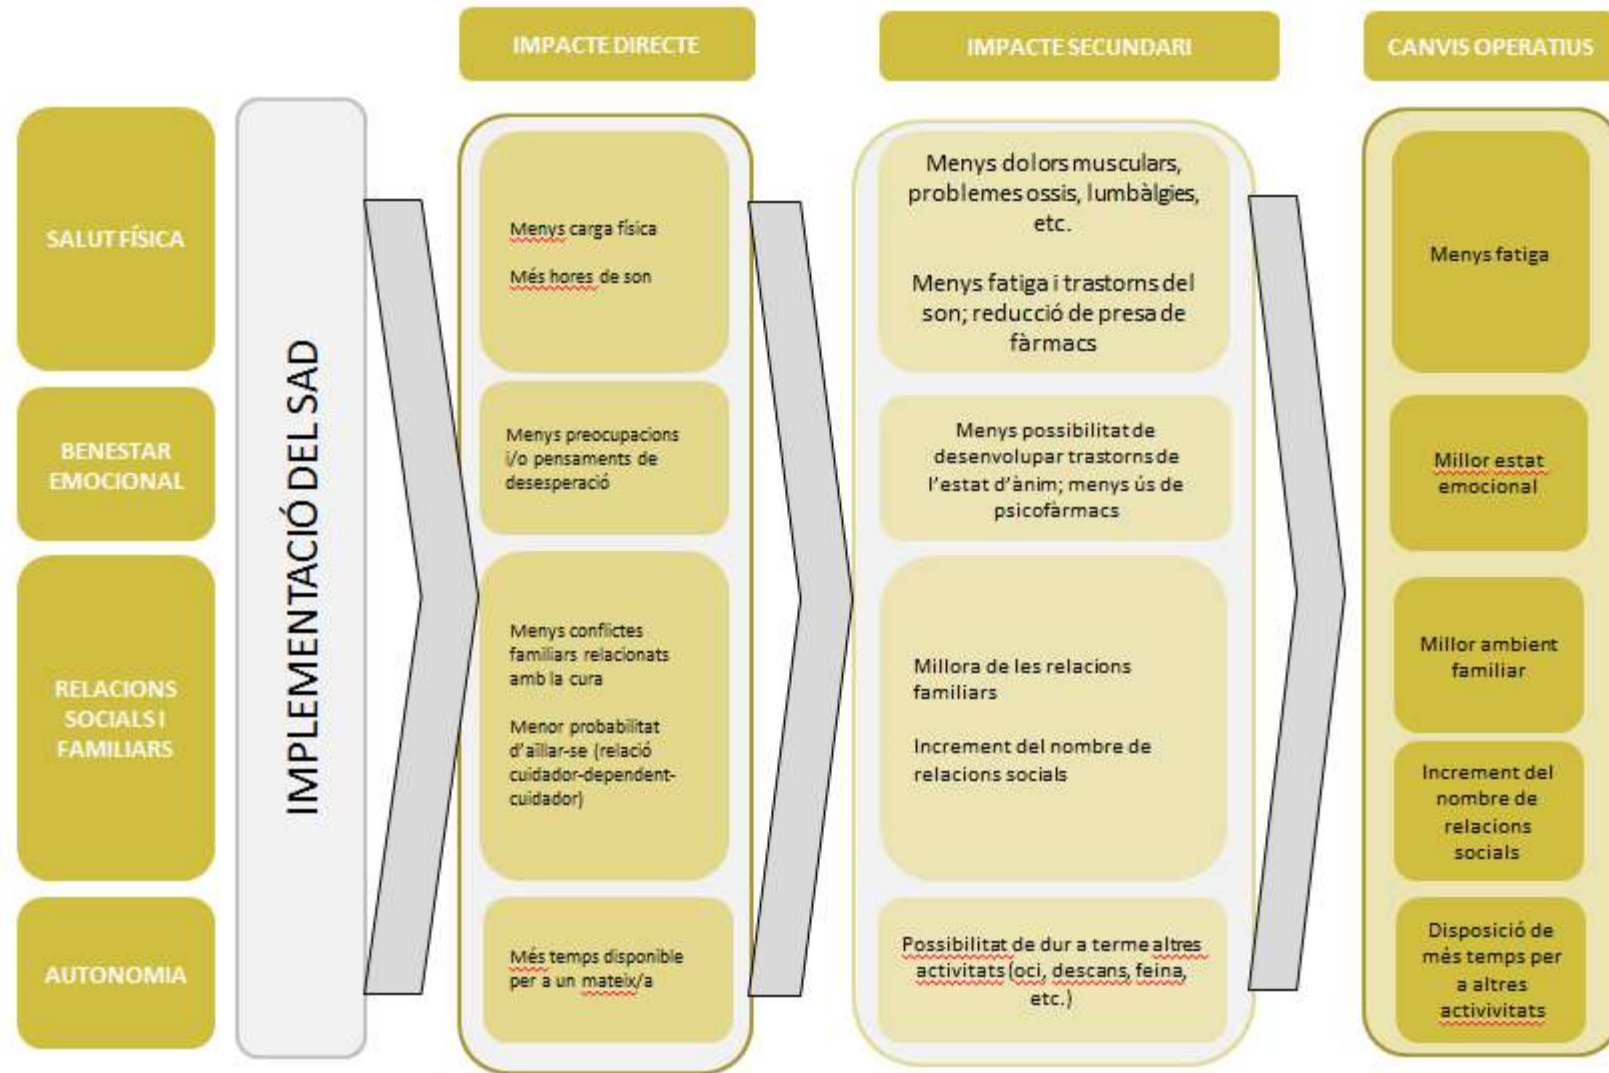 IMPACTE DIRECTE
IMPACTE SECUNDARI
CANVIS OPERATIUS
SALUT FÍSICA
BENESTAR
EMOCIONAL
RELACIONS
SOCIALS I
FAMILIARS
AUTONOMIA
IMPLEMENTACIÓ DEL SAD
Menys carga física
Més hores de son
Menys preocupacions
i/o pensaments de
desesperació
Menys conflictes
familiars relacionats
amb la cura
Menor probabilitat
d'aïllar-se (relació
cuidador-dependent-
cuidador)
Més temps disponible
per a un mateix/a
Menys dolors musculars,
problemes ossis, lumbàlgies,
etc.
Menys fatiga i trastorns del
son; reducció de presa de
fàrmacs
Menys possibilitat de
desenvolupar trastorns de
l'estat d'ànim; menys ús de
psicofàrmacs
Millora de les relacions
familiars
Increment del nombre de
relacions socials
Possibilitat de dur a terme altres
activitats (oci, descans, feina,
etc.)
Menys fatiga
Millor estat
emocional
Millor ambient
familiar
Increment del
nombre de
relacions
socials
Disposició de
més temps per
a altres
activivitats